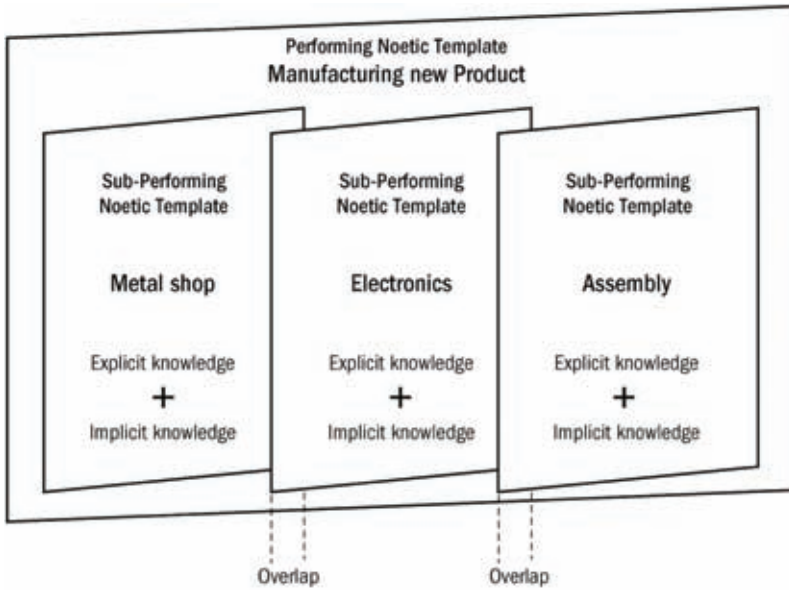 Performing Noetic Template
Manufacturing new Product
Sub-Performing
Noetic Template
Metal shop
Explicit knowledge
+
Implicit knowledge
Sub-Performing
Noetic Template
Electronics
Explicit knowledge
+
Implicit knowledge
Sub-Performing
Noetic Template
Assembly
Explicit knowledge
+
Implicit knowledge
Overlap
Overlap